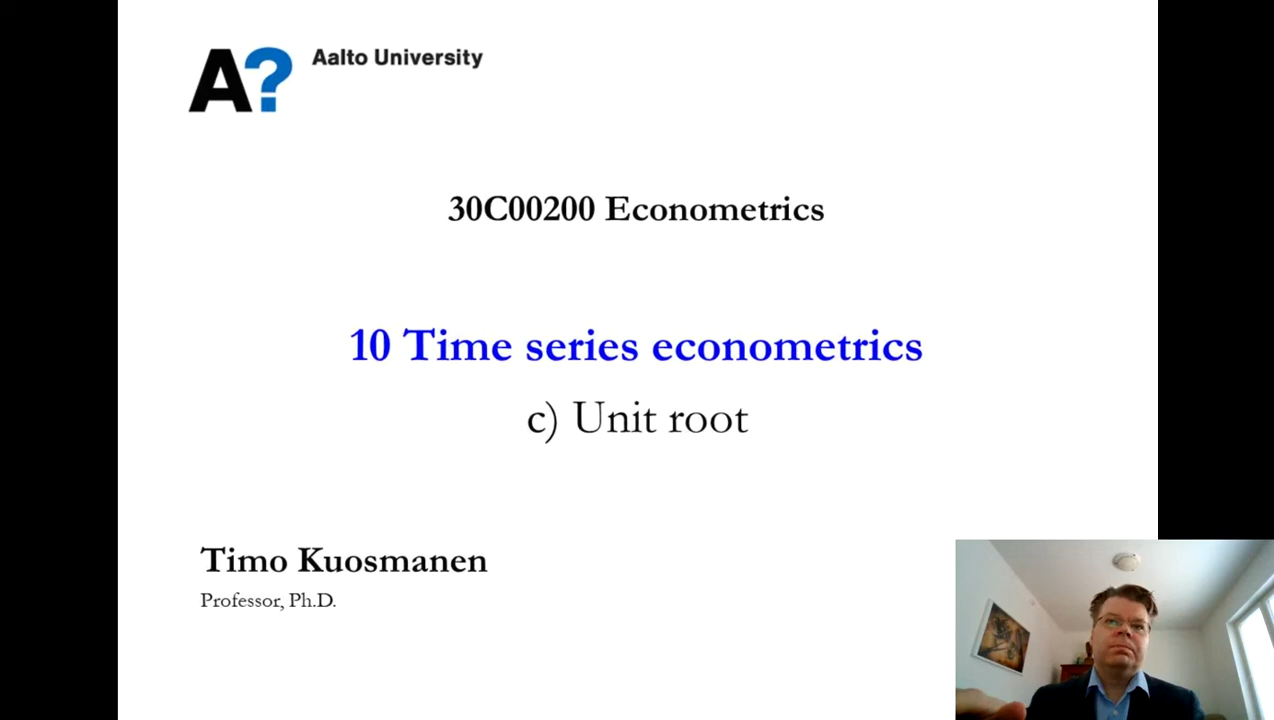 A? Aalto University
30C00200 Econometrics
10 Time series econometrics
c) Unit root
Timo Kuosmanen
Professor, Ph.D.